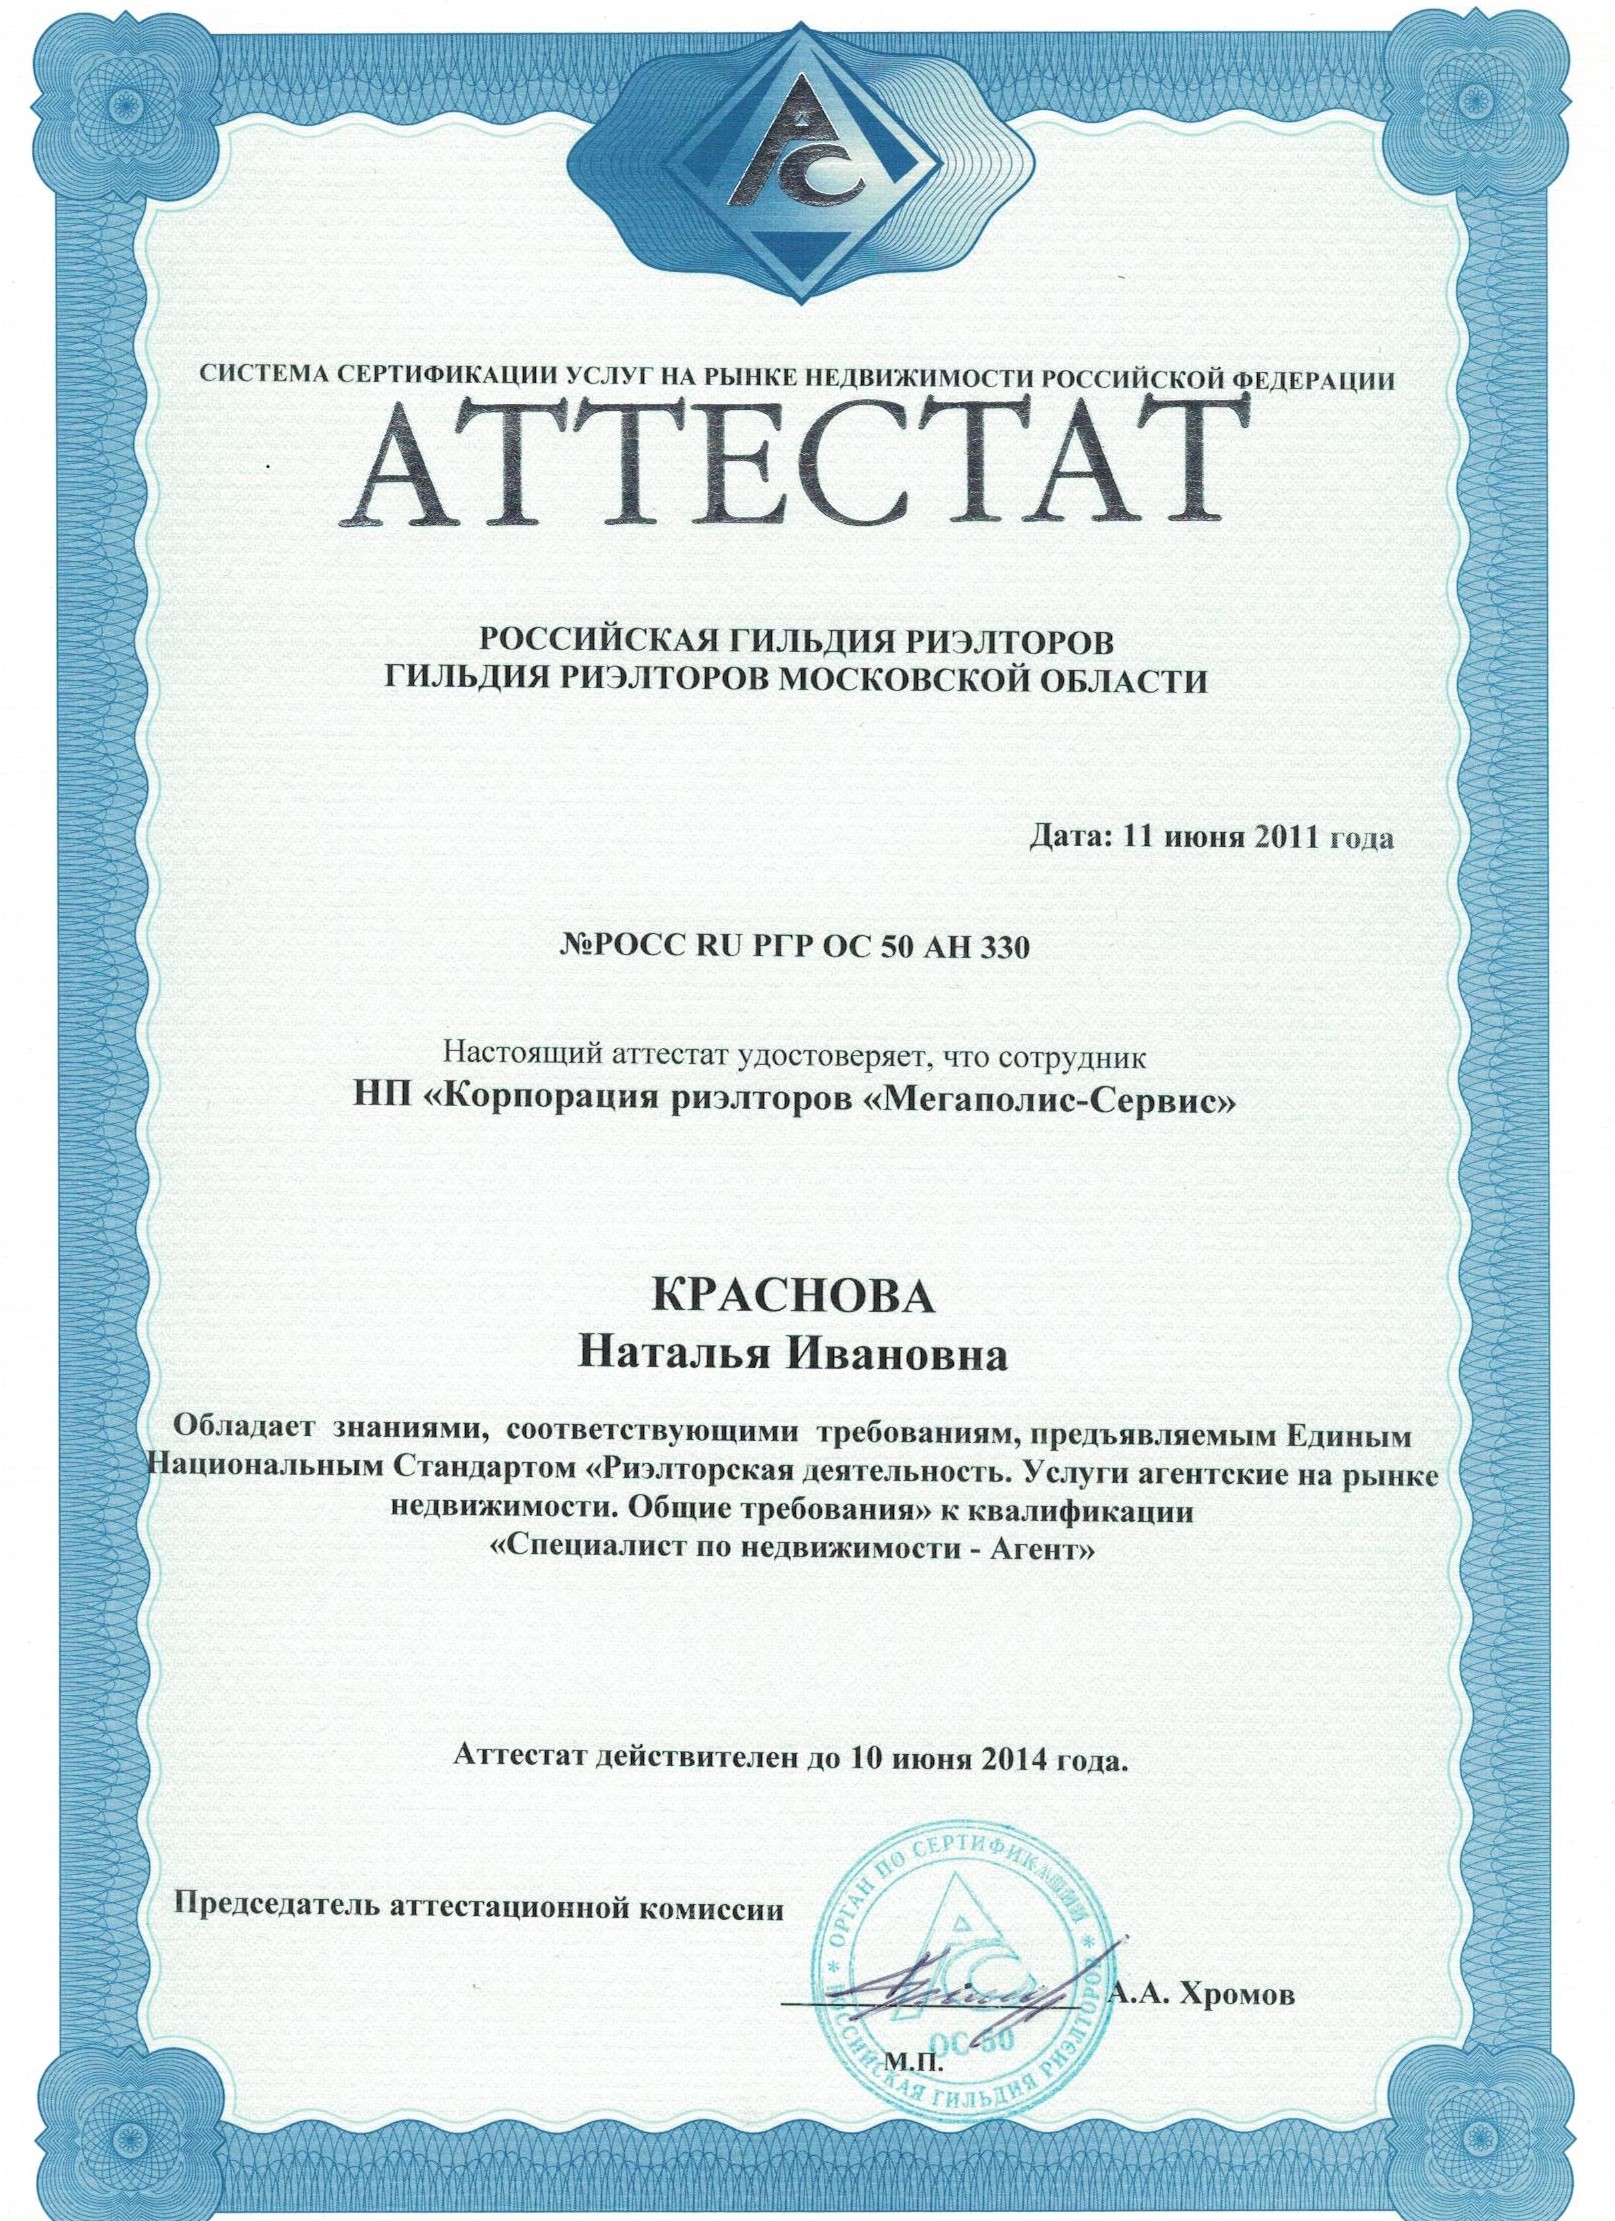 АС
СИСТЕМА СЕРТИФИКАЦИИ УСЛУГ НА РЫНКЕ НЕДВИЖИМОСТИ РОССИЙСКОЙ ФЕДЕРАЦИИ
АТТЕСТАТ
РОССИЙСКАЯ ГИЛЬДИЯ РИЭЛТОРОВ
ГИЛЬДИЯ РИЭЛТОРОВ МОСКОВСКОЙ ОБЛАСТИ
Дата: 11 июня 2011 года
№РОСС RU РГР ОС 50 АН 330
Настоящий аттестат удостоверяет, что сотрудник
НП «Корпорация риэлторов «Мегаполис-Сервис»
КРАСНОВА
Наталья Ивановна
Обладает знаниями, соответствующими требованиям, предъявляемым Единым
Национальным Стандартом «Риэлторская деятельность. Услуги агентские на рынке
недвижимости. Общие требования» к квалификации
«Специалист по недвижимости - Агент»
Аттестат действителен до 10 июня 2014 года.
Председатель аттестационной комиссии
А.А. Хромов
М.П.
* ОРГАН ПО СЕРТИФИКАЦИИ *
РОССИЙСКАЯ ГИЛЬДИЯ РИЭЛТОРОВ
АС
ОС-50